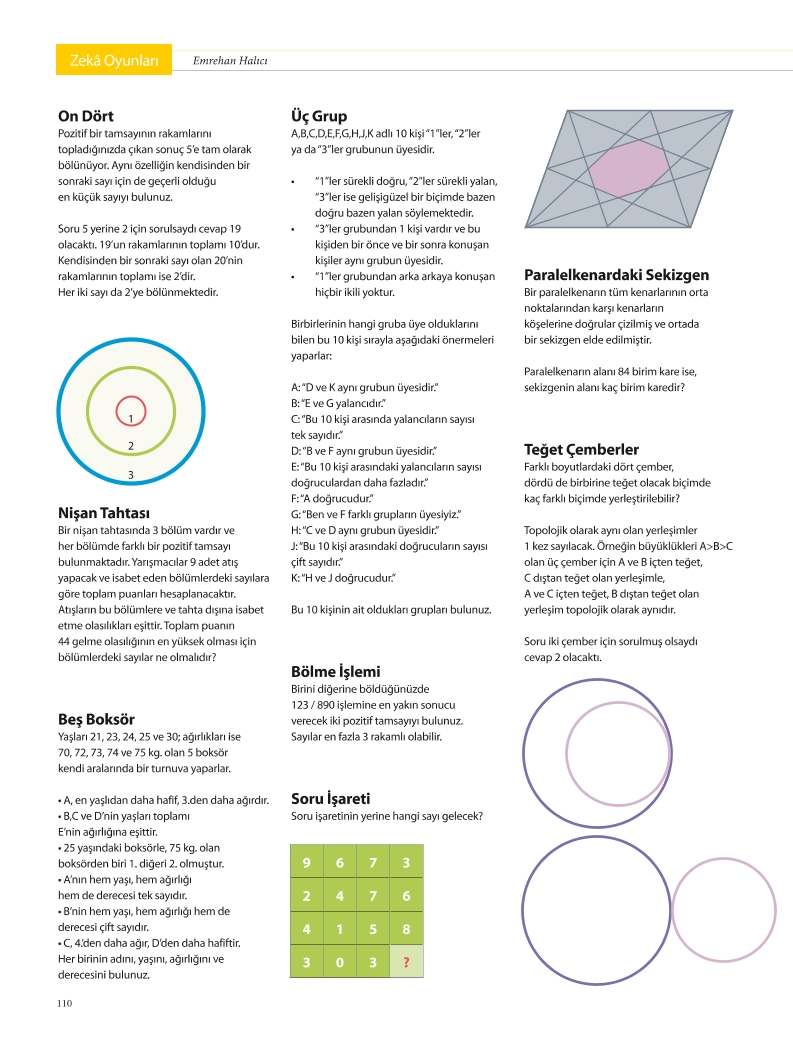 Zekâ Oyunları
Emrehan Halıcı
On Dört
Pozitif bir tamsayının rakamlarını
topladığınızda çıkan sonuç 5’e tam olarak
bölünüyor. Aynı özelliğin kendisinden bir
sonraki sayı için de geçerli olduğu
en küçük sayıyı bulunuz.
Soru 5 yerine 2 için sorulsaydı cevap 19
olacaktı. 19’un rakamlarının toplamı 10’dur.
Kendisinden bir sonraki sayı olan 20’nin
rakamlarının toplamı ise 2’dir.
Her iki sayı da 2’ye bölünmektedir.
1
2
3
Nişan Tahtası
Bir nişan tahtasında 3 bölüm vardır ve
her bölümde farklı bir pozitif tamsayı
bulunmaktadır. Yarışmacılar 9 adet atış
yapacak ve isabet eden bölümlerdeki sayılara
göre toplam puanları hesaplanacaktır.
Atışların bu bölümlere ve tahta dışına isabet
etme olasılıkları eşittir. Toplam puanın
44 gelme olasılığının en yüksek olması için
bölümlerdeki sayılar ne olmalıdır?
Beş Boksör
Yaşları 21, 23, 24, 25 ve 30; ağırlıkları ise
70, 72, 73, 74 ve 75 kg. olan 5 boksör
kendi aralarında bir turnuva yaparlar.
• A, en yaşlıdan daha hafif, 3.den daha ağırdır.
• B,C ve D’nin yaşları toplamı
E’nin ağırlığına eşittir.
• 25 yaşındaki boksörle, 75 kg. olan
boksörden biri 1. diğeri 2. olmuştur.
• A’nın hem yaşı, hem ağırlığı
hem de derecesi tek sayıdır.
• B’nin hem yaşı, hem ağırlığı hem de
derecesi çift sayıdır.
• C, 4.’den daha ağır, D’den daha hafiftir.
Her birinin adını, yaşını, ağırlığını ve
derecesini bulunuz.
Üç Grup
A,B,C,D,E,F,G,H,J,K adlı 10 kişi “1”ler, “2”ler
ya da “3”ler grubunun üyesidir.
• “1”ler sürekli doğru, “2”ler sürekli yalan,
“3”ler ise gelişigüzel bir biçimde bazen
doğru bazen yalan söylemektedir.
• “3”ler grubundan 1 kişi vardır ve bu
kişiden bir önce ve bir sonra konuşan
kişiler aynı grubun üyesidir.
• “1”ler grubundan arka arkaya konuşan
hiçbir ikili yoktur.
Birbirlerinin hangi gruba üye olduklarını
bilen bu 10 kişi sırayla aşağıdaki önermeleri
yaparlar:
A: “D ve K aynı grubun üyesidir.”
B: “E ve G yalancıdır.”
C: “Bu 10 kişi arasında yalancıların sayısı
tek sayıdır.”
D: “B ve F aynı grubun üyesidir.”
E: “Bu 10 kişi arasındaki yalancıların sayısı
doğruculardan daha fazladır.”
F: “A doğrucudur.”
G: “Ben ve F farklı grupların üyesiyiz.”
H: “C ve D aynı grubun üyesidir.”
J: “Bu 10 kişi arasındaki doğrucuların sayısı
çift sayıdır.”
K: “H ve J doğrucudur.”
Bu 10 kişinin ait oldukları grupları bulunuz.
Bölme İşlemi
Birini diğerine böldüğünüzde
123 / 890 işlemine en yakın sonucu
verecek iki pozitif tamsayıyı bulunuz.
Sayılar en fazla 3 rakamlı olabilir.
Soru İşareti
Soru işaretinin yerine hangi sayı gelecek?
9 6 7 3
2 4 7 6
4 1 5 8
3 0 3 ?
Paralelkenardaki Sekizgen
Bir paralelkenarın tüm kenarlarının orta
noktalarından karşı kenarların
köşelerine doğrular çizilmiş ve ortada
bir sekizgen elde edilmiştir.
Paralelkenarın alanı 84 birim kare ise,
sekizgenin alanı kaç birim karedir?
Teğet Çemberler
Farklı boyutlardaki dört çember,
dördü de birbirine teğet olacak biçimde
kaç farklı biçimde yerleştirilebilir?
Topolojik olarak aynı olan yerleşimler
1 kez sayılacak. Örneğin büyüklükleri A>B>C
olan üç çember için A ve B içten teğet,
C dıştan teğet olan yerleşimle,
A ve C içten teğet, B dıştan teğet olan
yerleşim topolojik olarak aynıdır.
Soru iki çember için sorulmuş olsaydı
cevap 2 olacaktı.
110